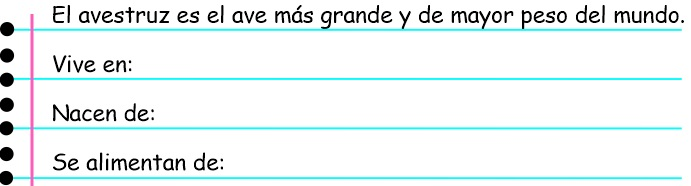 El avestruz es el ave más grande y de mayor peso del mundo.
Vive en:
Nacen de:
Se alimentan de: